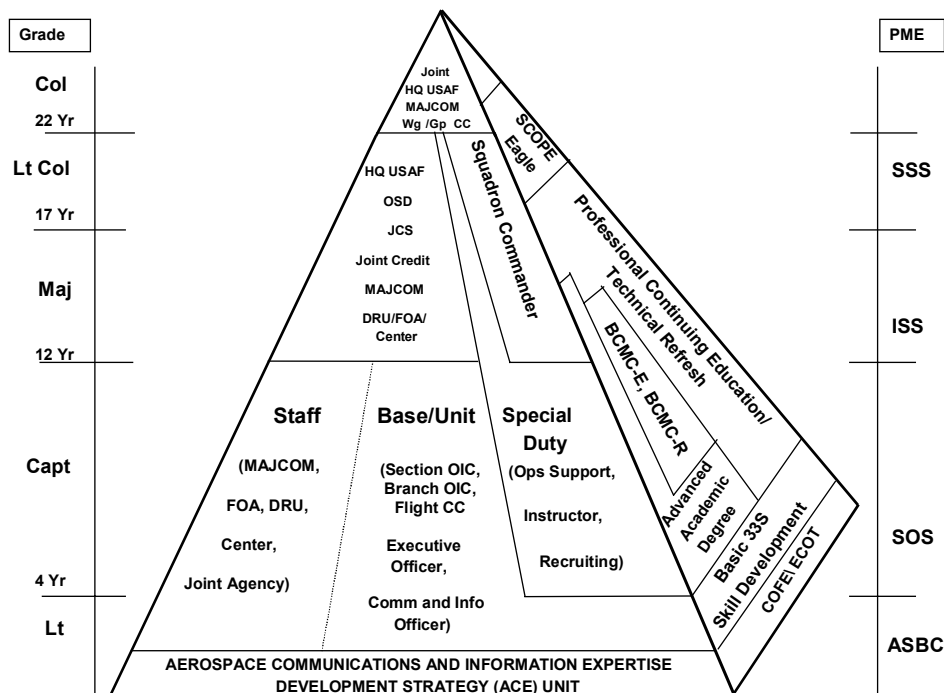 Grade
PME
Col
22 Yr
Lt Col
17 Yr
Maj
12 Yr
Capt
4 Yr
Lt
Joint
HQ USAF
MAJCOM
Wg /Gp CC
HQ USAF
OSD
JCS
Joint Credit
MAJCOM
DRU/FOA/
Center
Squadron Commander
SCOPE
Eagle
Professional Continuing Education/
Technical Refresh
BCMC-E, BCMC-R
Advanced
Academic
Degree
Basic 33S
Skill Development
COFE\ ECOT
Staff
(MAJCOM,
FOA, DRU,
Center,
Joint Agency)
Base/Unit
(Section OIC,
Branch OIC,
Flight CC
Executive
Officer,
Comm and Info
Officer)
Special
Duty
(Ops Support,
Instructor,
Recruiting)
SSS
ISS
SOS
ASBC
AEROSPACE COMMUNICATIONS AND INFORMATION EXPERTISE
DEVELOPMENT STRATEGY (ACE) UNIT